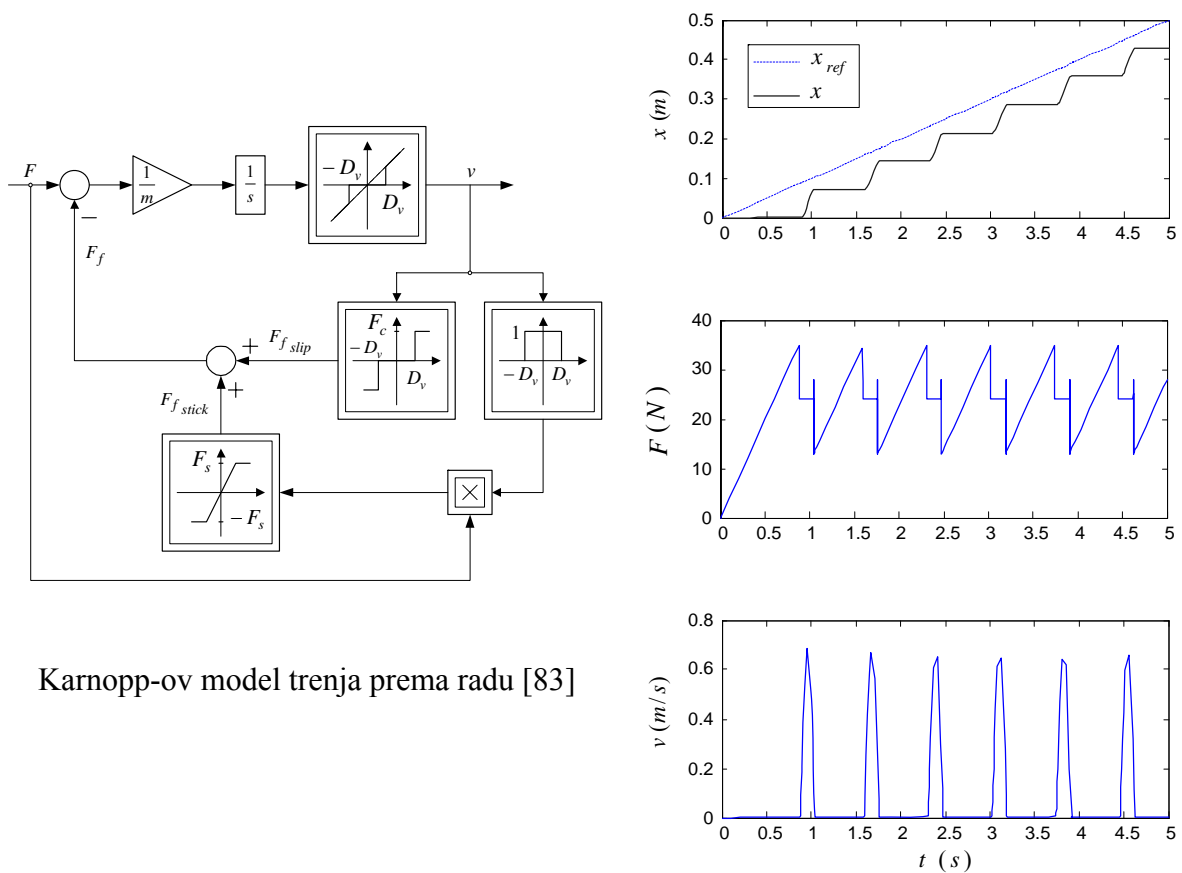 F
−
F_f
1/m
1/s
− D_v
D_v
v
F_c
− D_v
D_v
1
− D_v
D_v
+
F_f slip
+
F_f stick
F_s
− F_s
×
Karnopp-ov model trenja prema radu [83]
0.5
0.4
0.3
0.2
0.1
0
x (m)
x_ref
x
0 0.5 1 1.5 2 2.5 3 3.5 4 4.5 5
40
30
20
10
0
F (N)
0 0.5 1 1.5 2 2.5 3 3.5 4 4.5 5
0.8
0.6
0.4
0.2
0
v (m/s)
0 0.5 1 1.5 2 2.5 3 3.5 4 4.5 5
t (s)